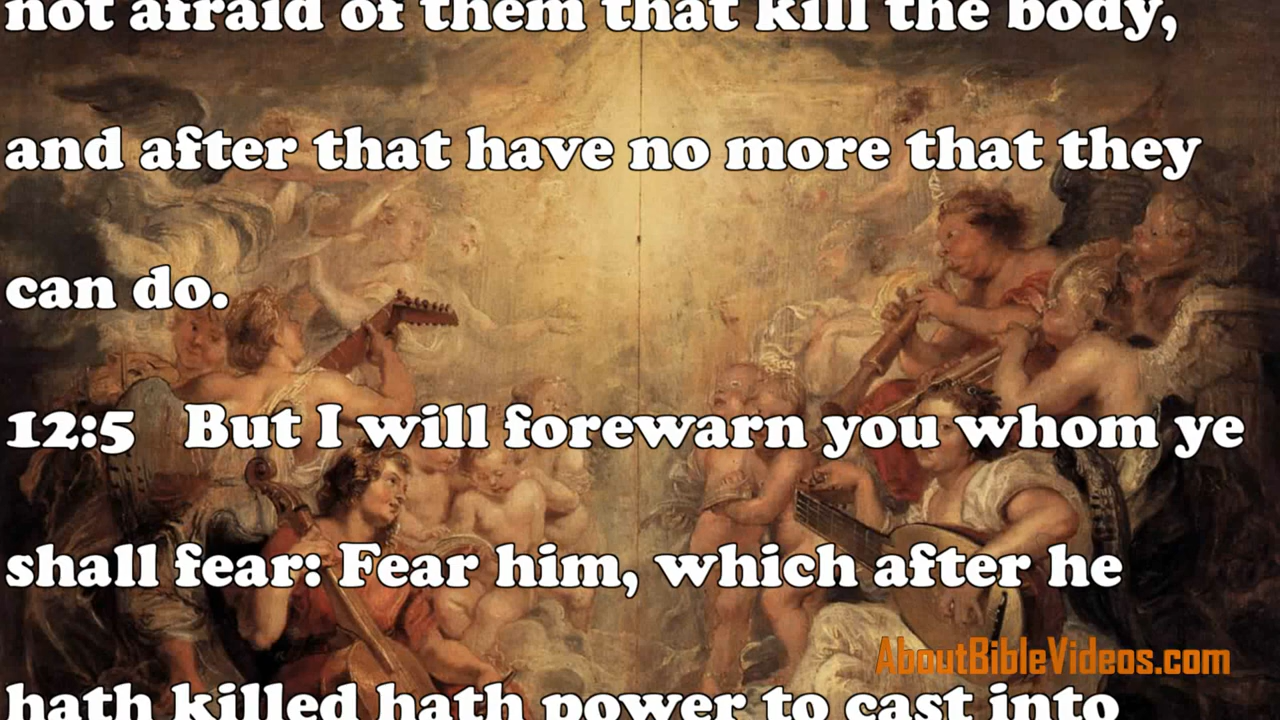 not afraid of them that kill the body,
and after that have no more that they
can do.
12:5 But I will forewarn you whom ye
shall fear: Fear him, which after he
AboutBibleVideos.com
hath killed hath power to cast into